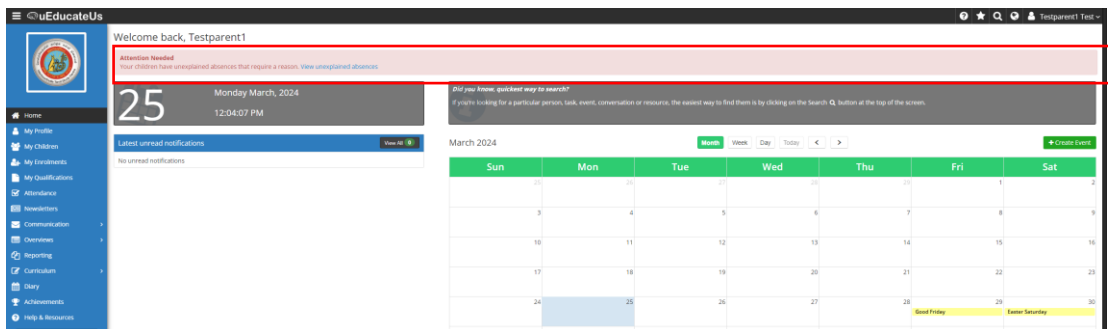 uEducateUs
Testparent1 Test
Welcome back, Testparent1
Attention Needed
Your children have unexplained absences that require a reason. View unexplained absences
25
Monday March, 2024
12:04:07 PM
Did you know, quickest way to search?
If you're looking for a particular person, task, event, conversation or resource, the easiest way to find them is by clicking on the Search button at the top of the screen.
Home
My Profile
My Children
My Enrolments
My Qualifications
Attendance
Newsletters
Communication
Overviews
Reporting
Curriculum
Diary
Achievements
Help & Resources
Latest unread notifications
View All 0
No unread notifications
March 2024
Month Week Day Today < >
+ Create Event
Sun Mon Tue Wed Thu Fri Sat
25 26 27 28 29 1 2
3 4 5 6 7 8 9
10 11 12 13 14 15 16
17 18 19 20 21 22 23
24 25 26 27 28 29 30
Good Friday Easter Saturday